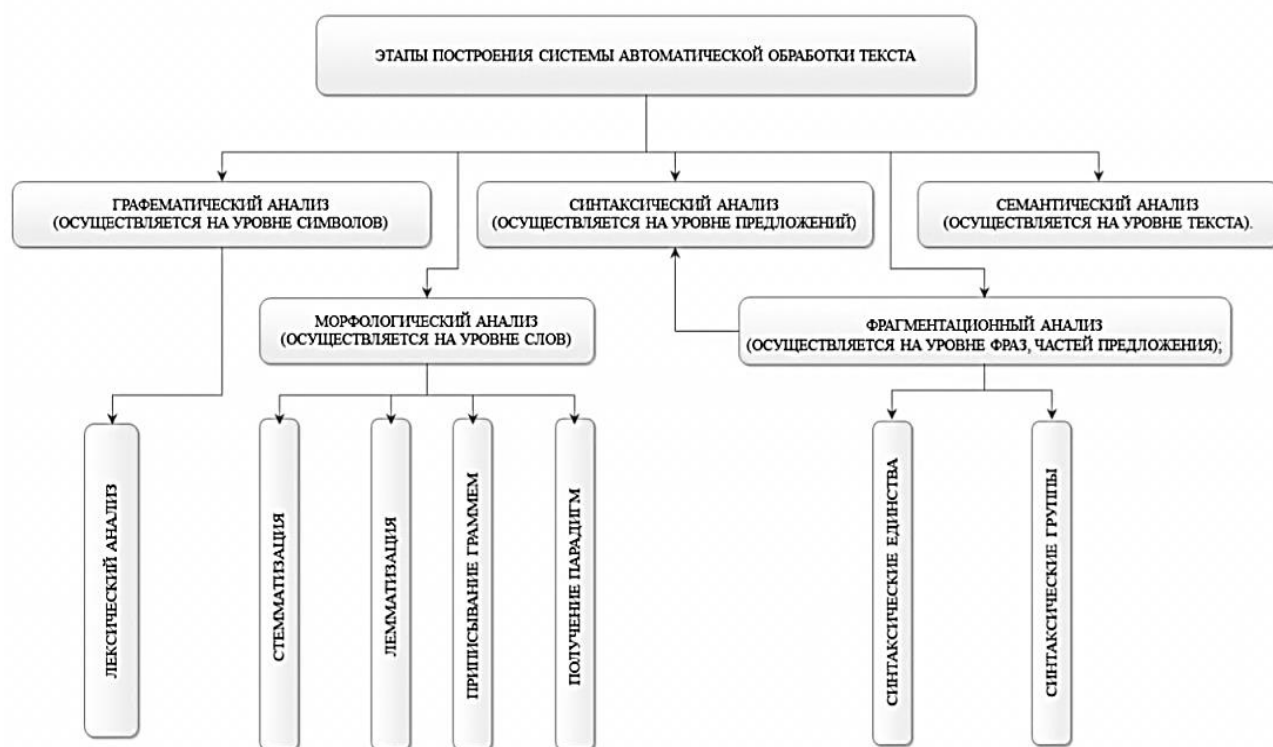 ЭТАПЫ ПОСТРОЕНИЯ СИСТЕМЫ АВТОМАТИЧЕСКОЙ ОБРАБОТКИ ТЕКСТА
ГРАФЕМАТИЧЕСКИЙ АНАЛИЗ
(ОСУЩЕСТВЛЯЕТСЯ НА УРОВНЕ СИМВОЛОВ)
СИНТАКСИЧЕСКИЙ АНАЛИЗ
(ОСУЩЕСТВЛЯЕТСЯ НА УРОВНЕ ПРЕДЛОЖЕНИЙ)
СЕМАНТИЧЕСКИЙ АНАЛИЗ
(ОСУЩЕСТВЛЯЕТСЯ НА УРОВНЕ ТЕКСТА).
МОРФОЛОГИЧЕСКИЙ АНАЛИЗ
(ОСУЩЕСТВЛЯЕТСЯ НА УРОВНЕ СЛОВ)
ФРАГМЕНТАЦИОННЫЙ АНАЛИЗ
(ОСУЩЕСТВЛЯЕТСЯ НА УРОВНЕ ФРАЗ, ЧАСТЕЙ ПРЕДЛОЖЕНИЯ);
ЛЕКСИЧЕСКИЙ АНАЛИЗ
СТЕММАТИЗАЦИЯ
ЛЕММАТИЗАЦИЯ
ПРИПИСЫВАНИЕ ГРАММЕМ
ПОЛУЧЕНИЕ ПАРАДИГМ
СИНТАКСИЧЕСКИЕ ЕДИНСТВА
СИНТАКСИЧЕСКИЕ ГРУППЫ